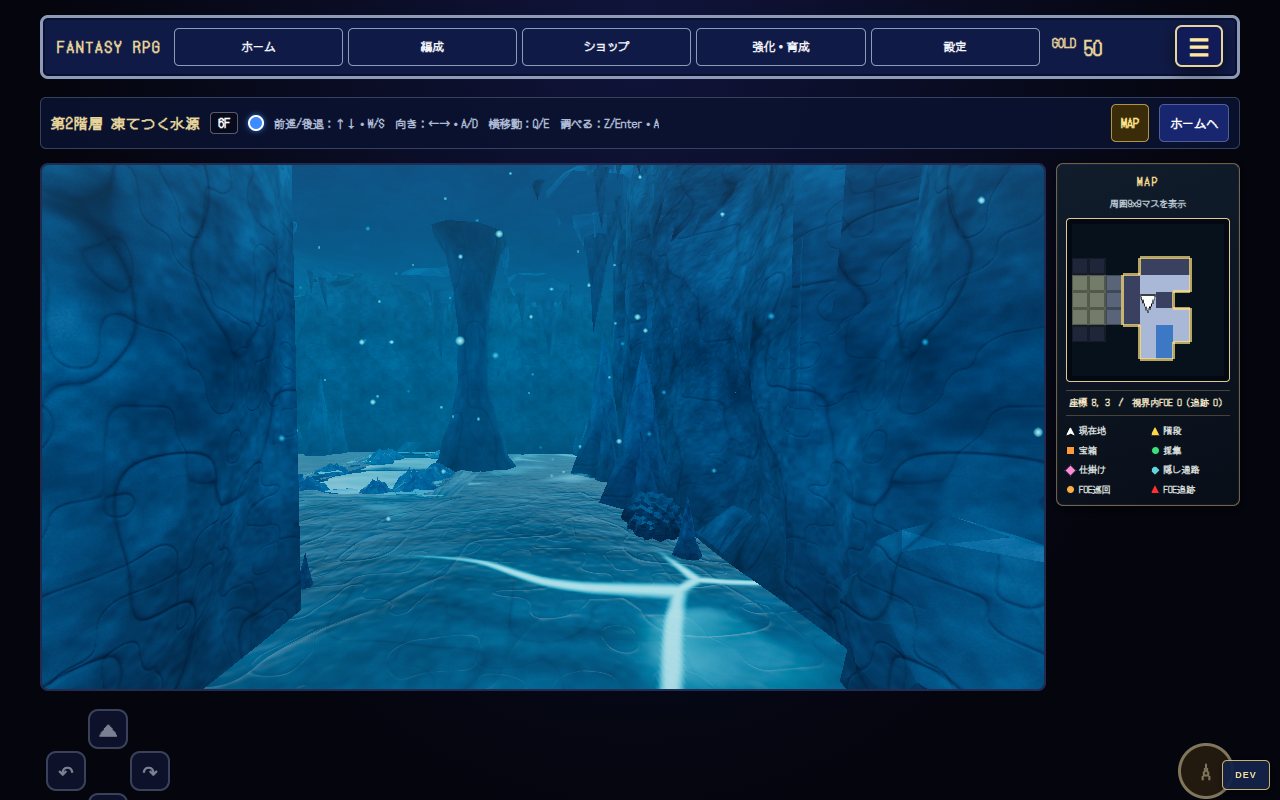 FANTASY RPG ホーム 編成 ショップ 強化・育成 設定 GOLD 50
第2階層 凍てつく水源 6F 前進/後退：↑↓・W/S 向き：←→・A/D 横移動：Q/E 調べる：Z/Enter・A MAP ホームへ
MAP
周囲9x9マスを表示
座標 8, 3 / 視界内FOE 0（追跡 0）
現在地 階段
宝箱 採集
仕掛け 隠し通路
FOE巡回 FOE追跡
A DEV